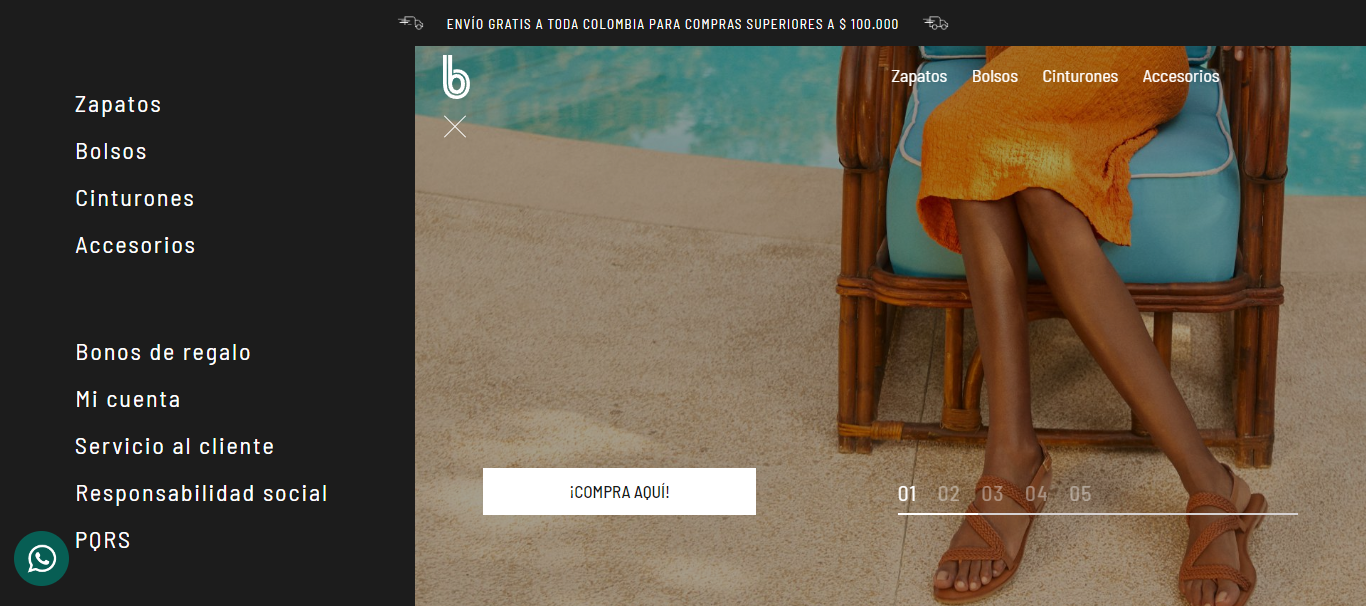 ENVÍO GRATIS A TODA COLOMBIA PARA COMPRAS SUPERIORES A $ 100.000
Zapatos
Bolsos
Cinturones
Accesorios
Bonos de regalo
Mi cuenta
Servicio al cliente
Responsabilidad social
PQRS
b
Zapatos Bolsos Cinturones Accesorios
¡COMPRA AQUÍ!
01 02 03 04 05